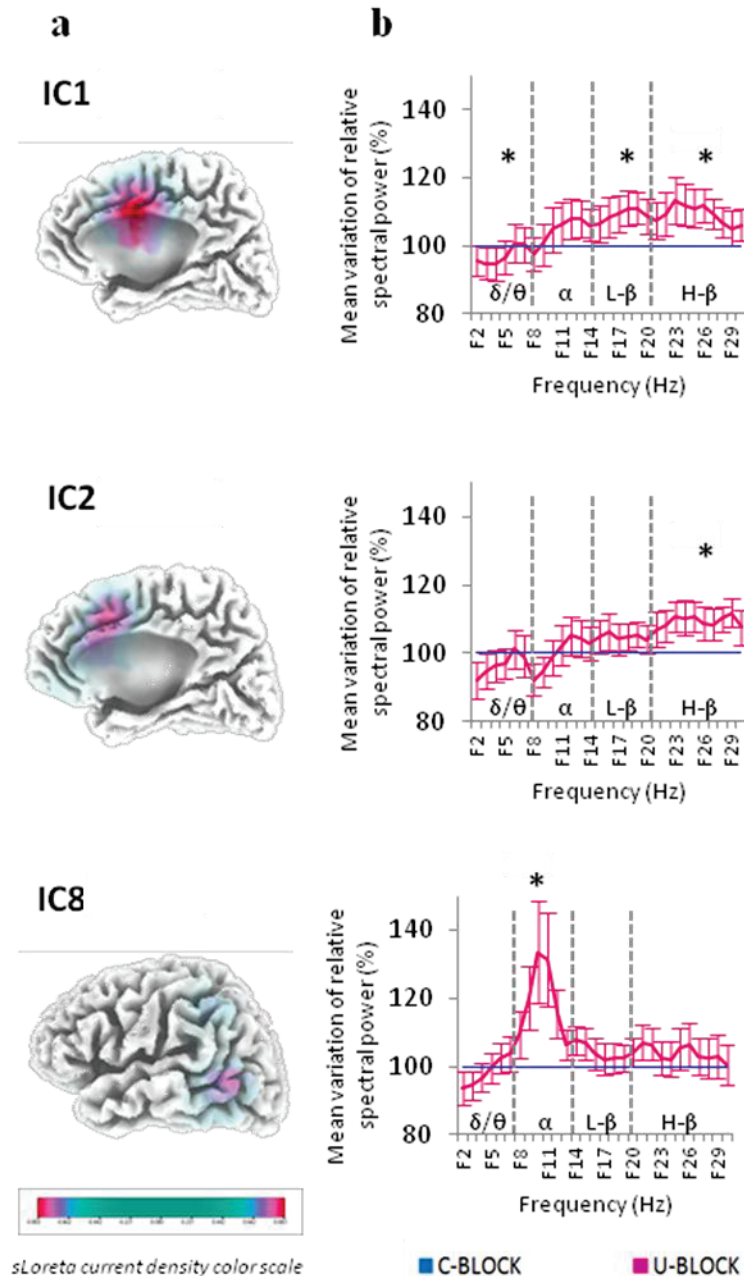 a b
IC1
Mean variation of relative
spectral power (%)
140
120
100
80
* * *
δ/θ α L-β H-β
F2 F5 F8 F11 F14 F17 F20 F23 F26 F29
Frequency (Hz)
IC2
Mean variation of relative
spectral power (%)
140
120
100
80
*
δ/θ α L-β H-β
F2 F5 F8 F11 F14 F17 F20 F23 F26 F29
Frequency (Hz)
IC8
Mean variation of relative
spectral power (%)
140
120
100
80
*
δ/θ α L-β H-β
F2 F5 F8 F11 F14 F17 F20 F23 F26 F29
Frequency (Hz)
sLoreta current density color scale
C-BLOCK U-BLOCK